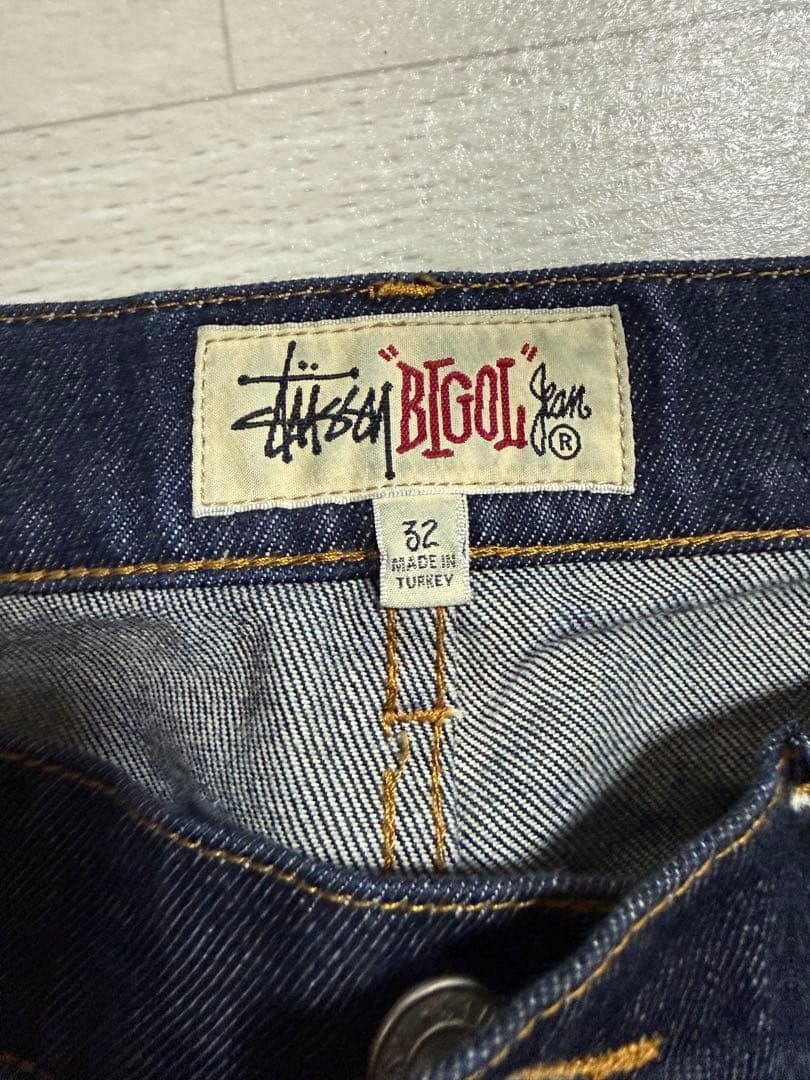 Stüssy "BIGOL" Jean ®
32
MADE IN
TURKEY